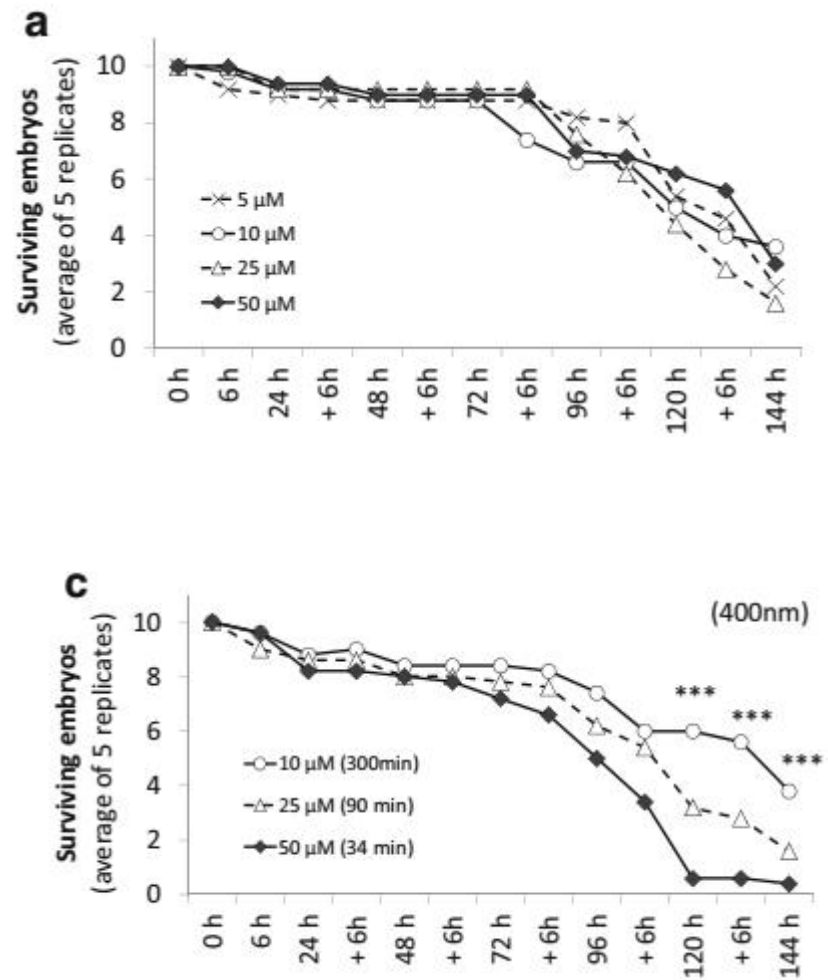 a
Surviving embryos
(average of 5 replicates)
10
8
6
4
2
0
5 µM
10 µM
25 µM
50 µM
0 h
6 h
24 h
+ 6h
48 h
+ 6h
72 h
+ 6h
96 h
+ 6h
120 h
+ 6h
144 h
c
(400nm)
Surviving embryos
(average of 5 replicates)
10
8
6
4
2
0
***
***
***
10 µM (300min)
25 µM (90 min)
50 µM (34 min)
0 h
6 h
24 h
+ 6h
48 h
+ 6h
72 h
+ 6h
96 h
+ 6h
120 h
+ 6h
144 h